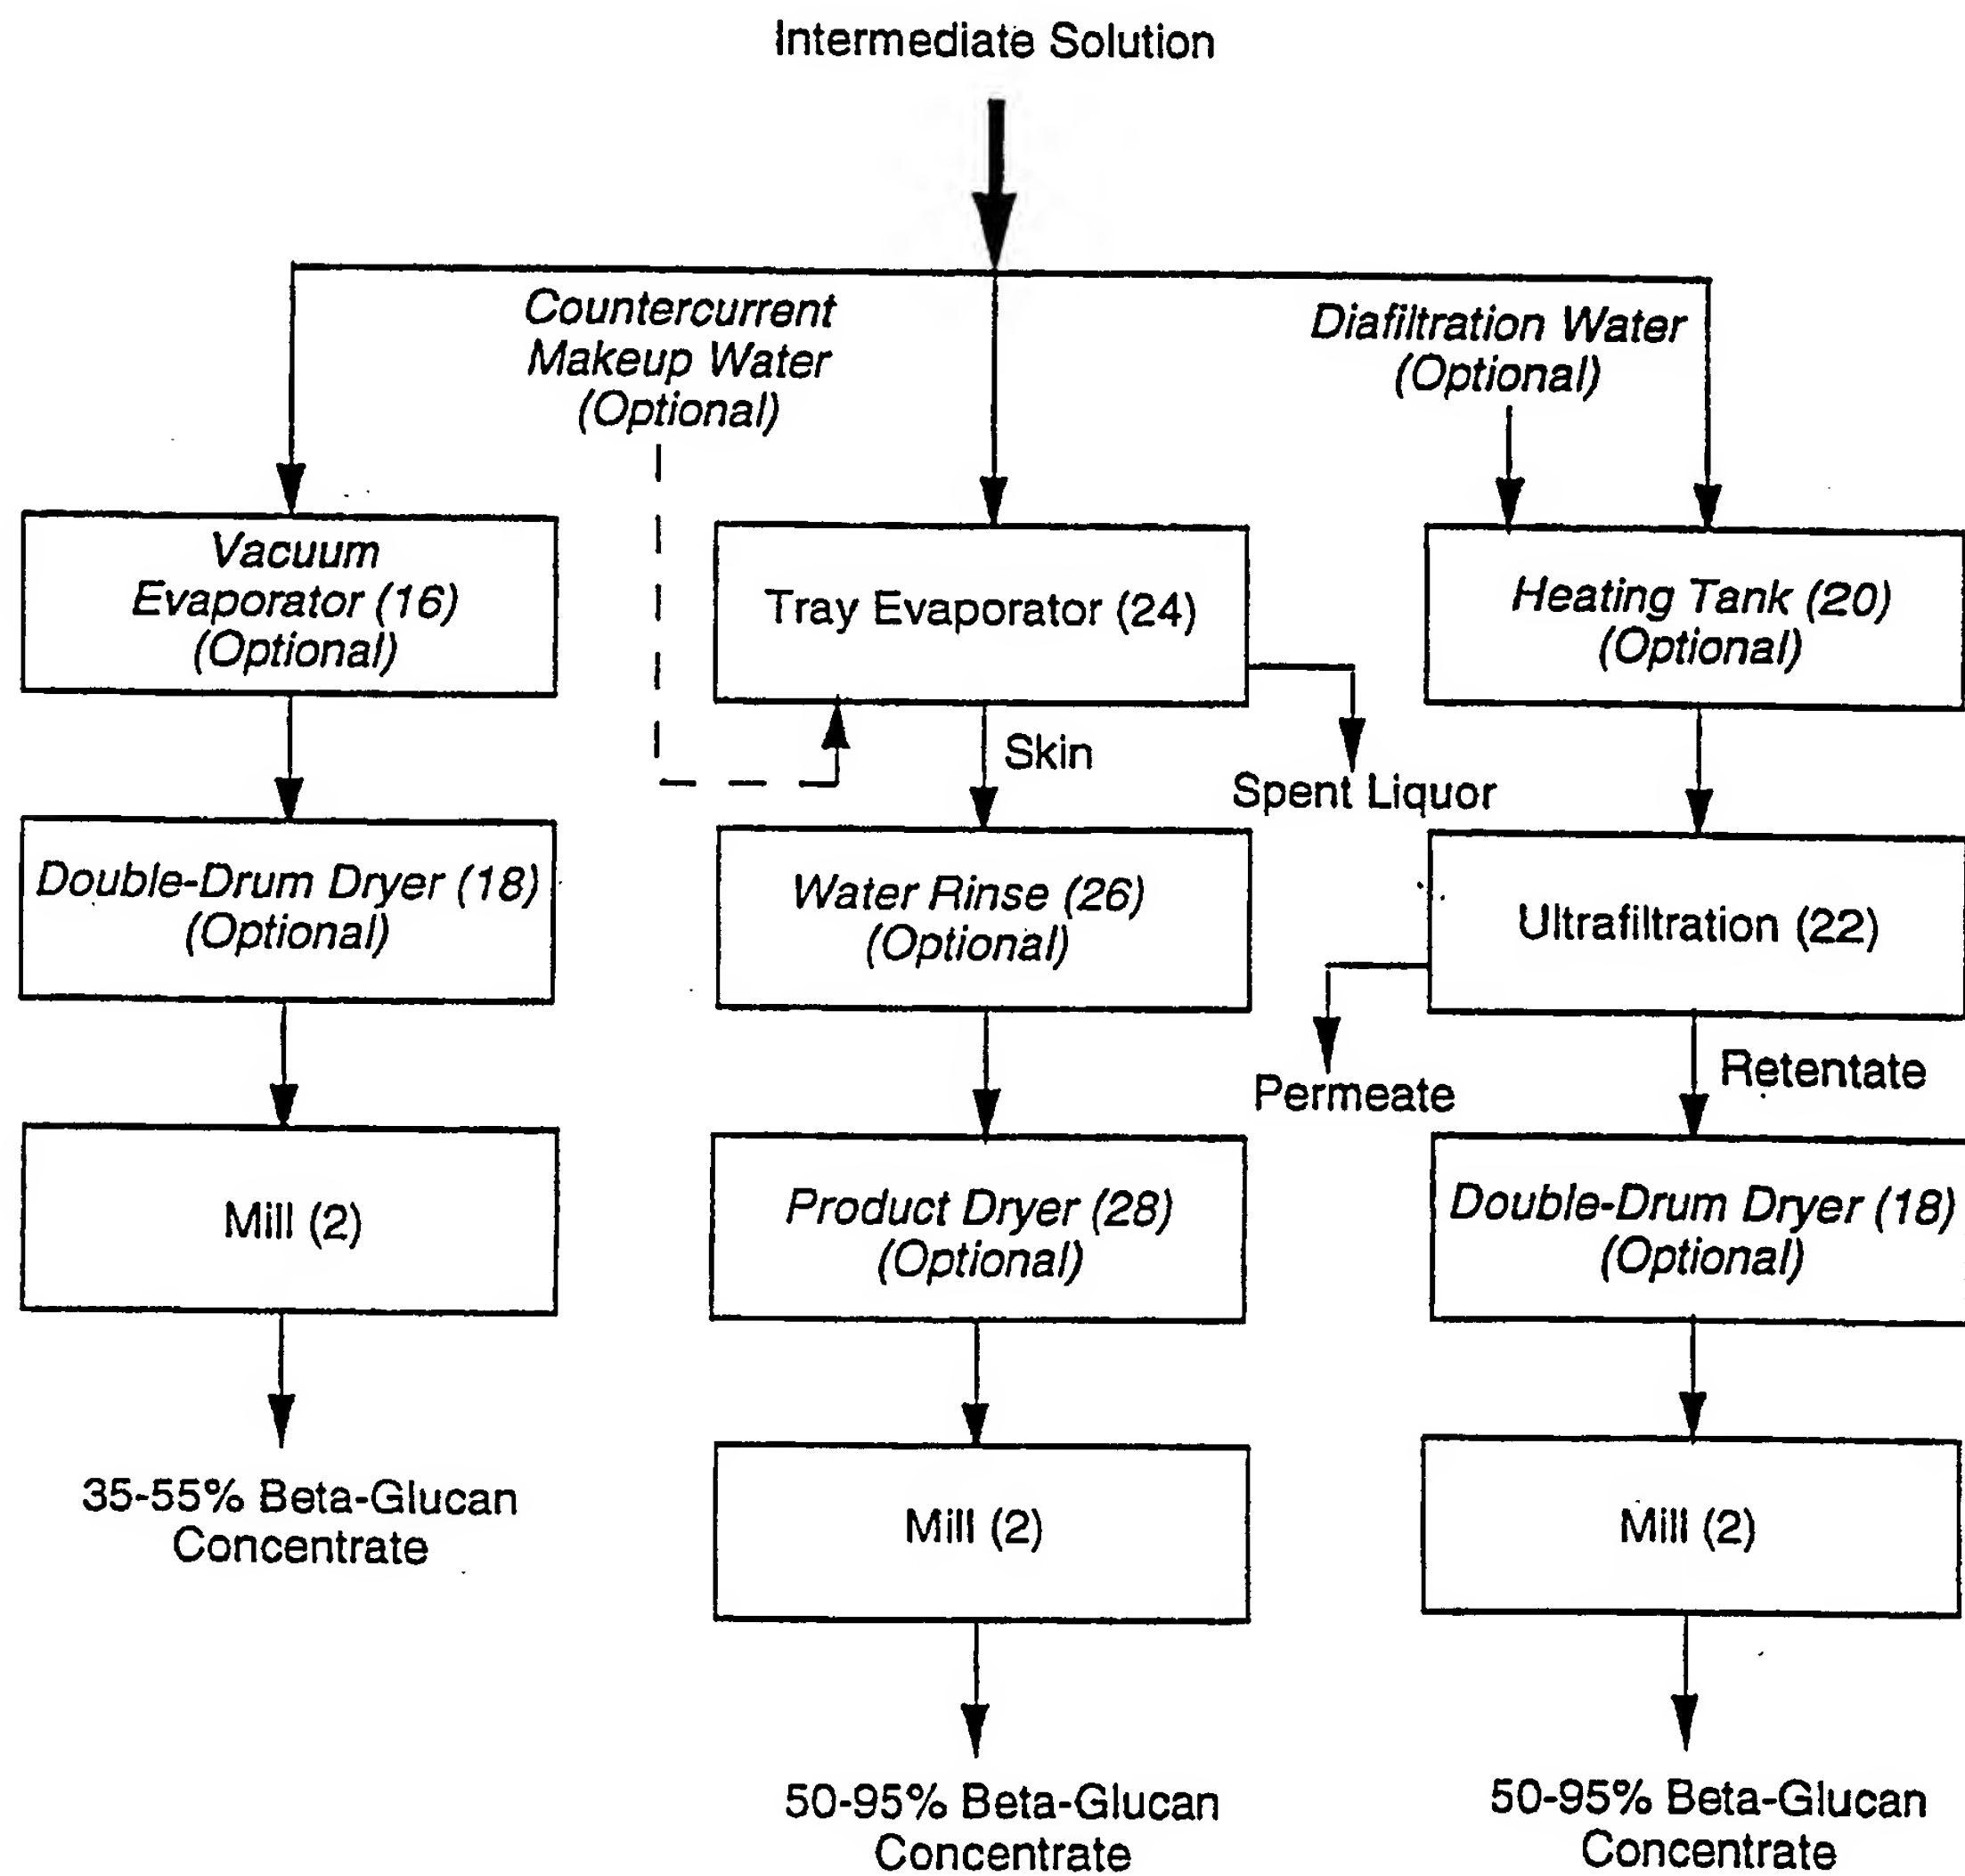 Intermediate Solution
Countercurrent
Makeup Water
(Optional)
Diafiltration Water
(Optional)
Vacuum
Evaporator (16)
(Optional)
Tray Evaporator (24)
Heating Tank (20)
(Optional)
Skin
Spent Liquor
Double-Drum Dryer (18)
(Optional)
Water Rinse (26)
(Optional)
Ultrafiltration (22)
Permeate
Retentate
Mill (2)
Product Dryer (28)
(Optional)
Double-Drum Dryer (18)
(Optional)
35-55% Beta-Glucan
Concentrate
Mill (2)
Mill (2)
50-95% Beta-Glucan
Concentrate
50-95% Beta-Glucan
Concentrate